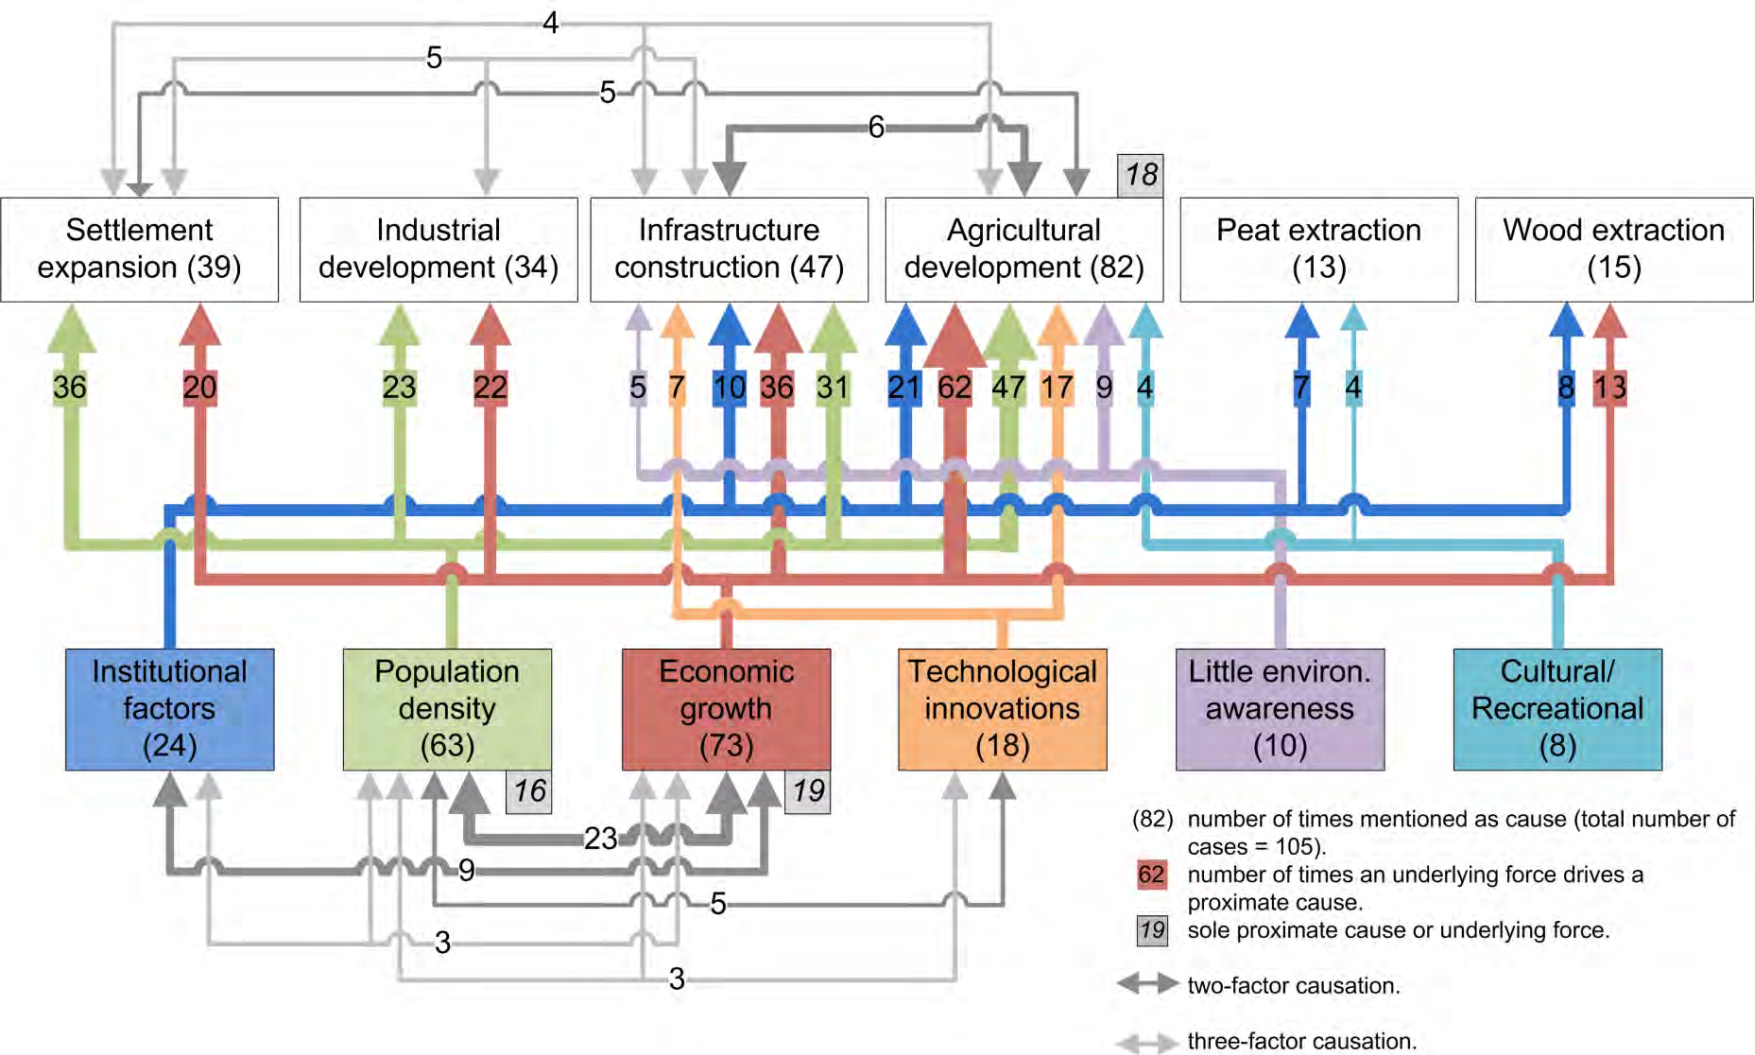 4
5
5
6
18
Settlement
expansion (39)
Industrial
development (34)
Infrastructure
construction (47)
Agricultural
development (82)
Peat extraction
(13)
Wood extraction
(15)
36
20
23
22
5
7
10
36
31
21
62
47
17
9
4
7
4
8
13
Institutional
factors
(24)
Population
density
(63)
Economic
growth
(73)
Technological
innovations
(18)
Little environ.
awareness
(10)
Cultural/
Recreational
(8)
16
19
23
9
5
3
3
(82) number of times mentioned as cause (total number of
cases = 105).
62 number of times an underlying force drives a
proximate cause.
19 sole proximate cause or underlying force.
two-factor causation.
three-factor causation.